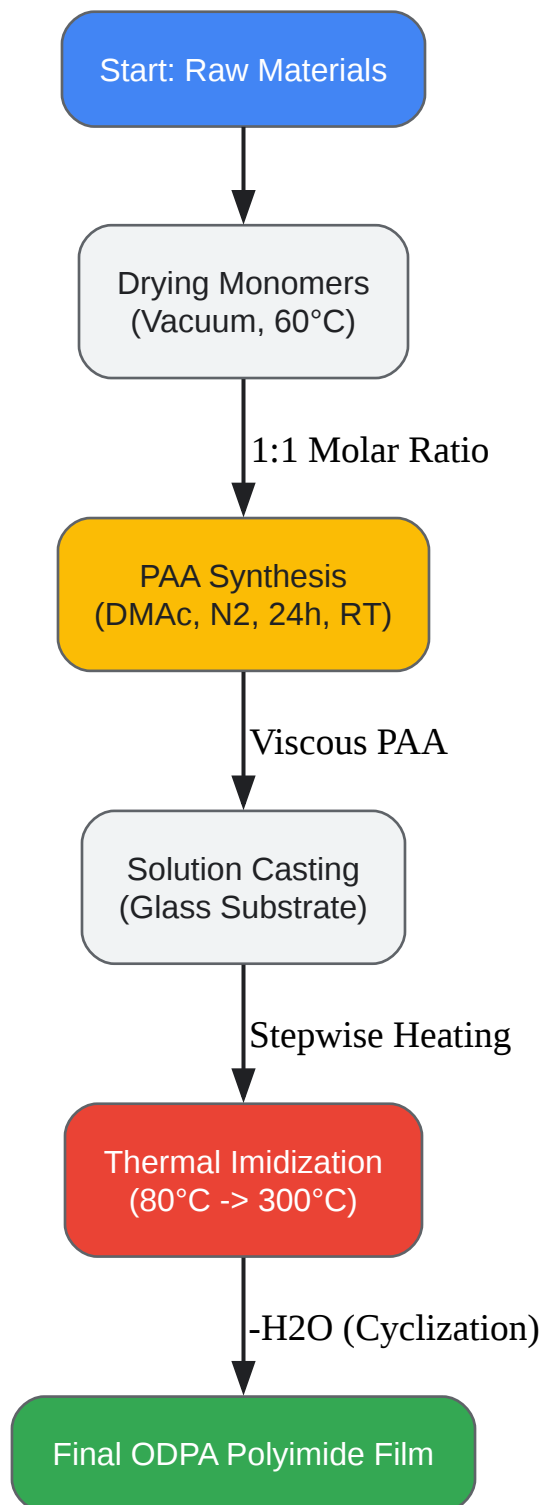 Start: Raw Materials
Drying Monomers
(Vacuum, 60°C)
1:1 Molar Ratio
PAA Synthesis
(DMAc, N2, 24h, RT)
Viscous PAA
Solution Casting
(Glass Substrate)
Stepwise Heating
Thermal Imidization
(80°C -> 300°C)
-H2O (Cyclization)
Final ODPA Polyimide Film